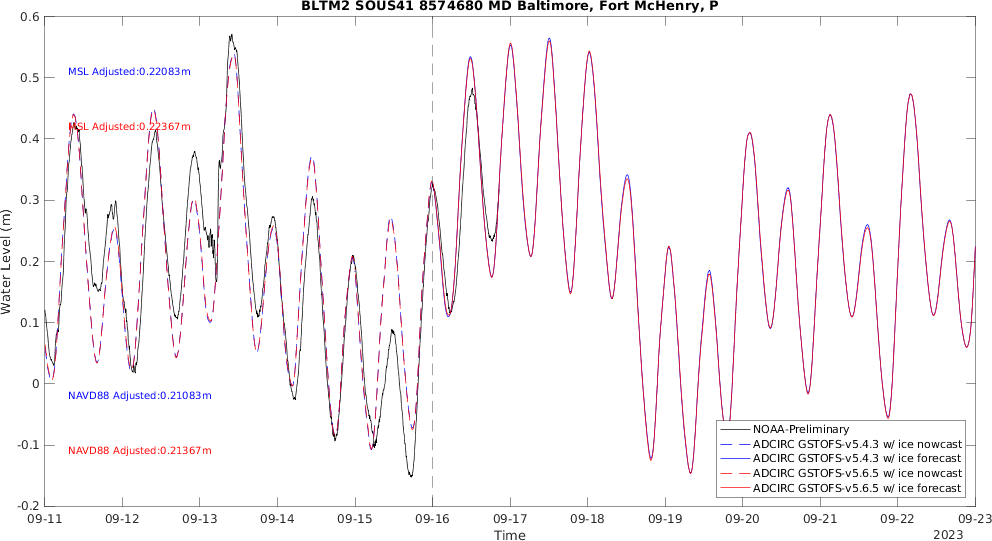 BLTM2 SOUS41 8574680 MD Baltimore, Fort McHenry, P
0.6
0.5
0.4
0.3
0.2
0.1
0
-0.1
-0.2
Water Level (m)
MSL Adjusted:0.22083m
MSL Adjusted:0.22367m
NAVD88 Adjusted:0.21083m
NAVD88 Adjusted:0.21367m
NOAA-Preliminary
ADCIRC GSTOFS-v5.4.3 w/ ice nowcast
ADCIRC GSTOFS-v5.4.3 w/ ice forecast
ADCIRC GSTOFS-v5.6.5 w/ ice nowcast
ADCIRC GSTOFS-v5.6.5 w/ ice forecast
09-11 09-12 09-13 09-14 09-15 09-16 09-17 09-18 09-19 09-20 09-21 09-22 09-23
Time
2023